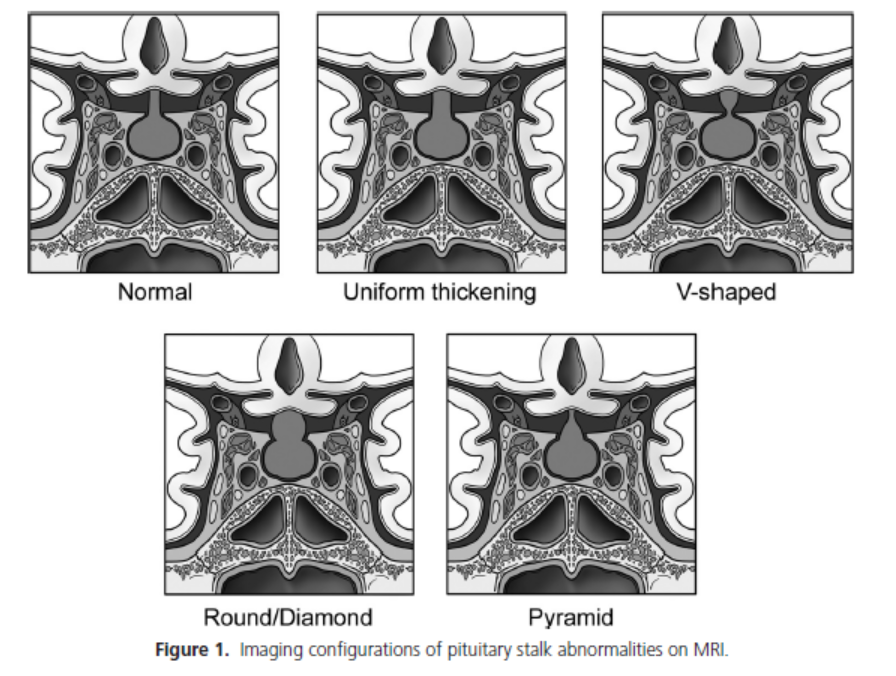 Normal
Uniform thickening
V-shaped
Round/Diamond
Pyramid
Figure 1. Imaging configurations of pituitary stalk abnormalities on MRI.